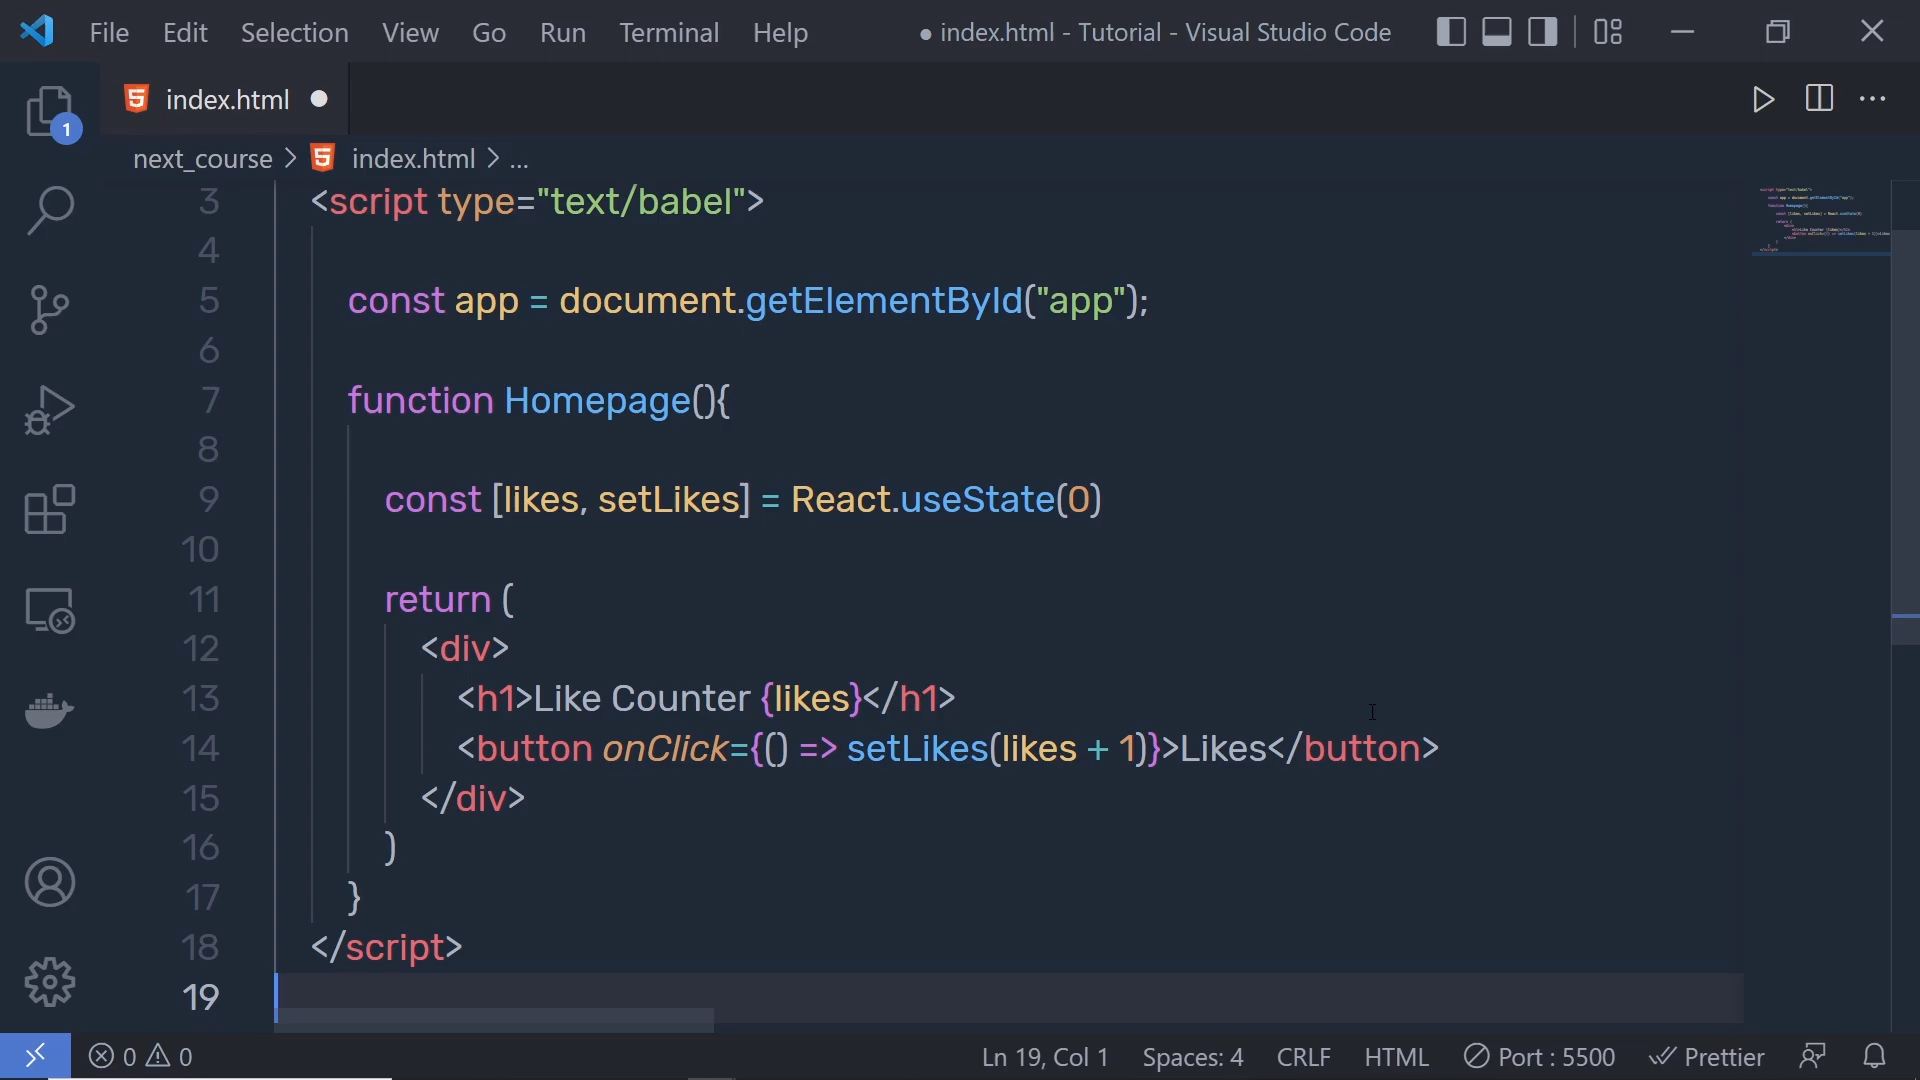 File Edit Selection View Go Run Terminal Help ● index.html - Tutorial - Visual Studio Code
index.html
1
next_course > index.html > ...
3 <script type="text/babel">
4
5 const app = document.getElementById("app");
6
7 function Homepage(){
8
9 const [likes, setLikes] = React.useState(0)
10
11 return (
12 <div>
13 <h1>Like Counter {likes}</h1>
14 <button onClick={() => setLikes(likes + 1)}>Likes</button>
15 </div>
16 )
17 }
18 </script>
19
0 0 Ln 19, Col 1 Spaces: 4 CRLF HTML Port : 5500 Prettier